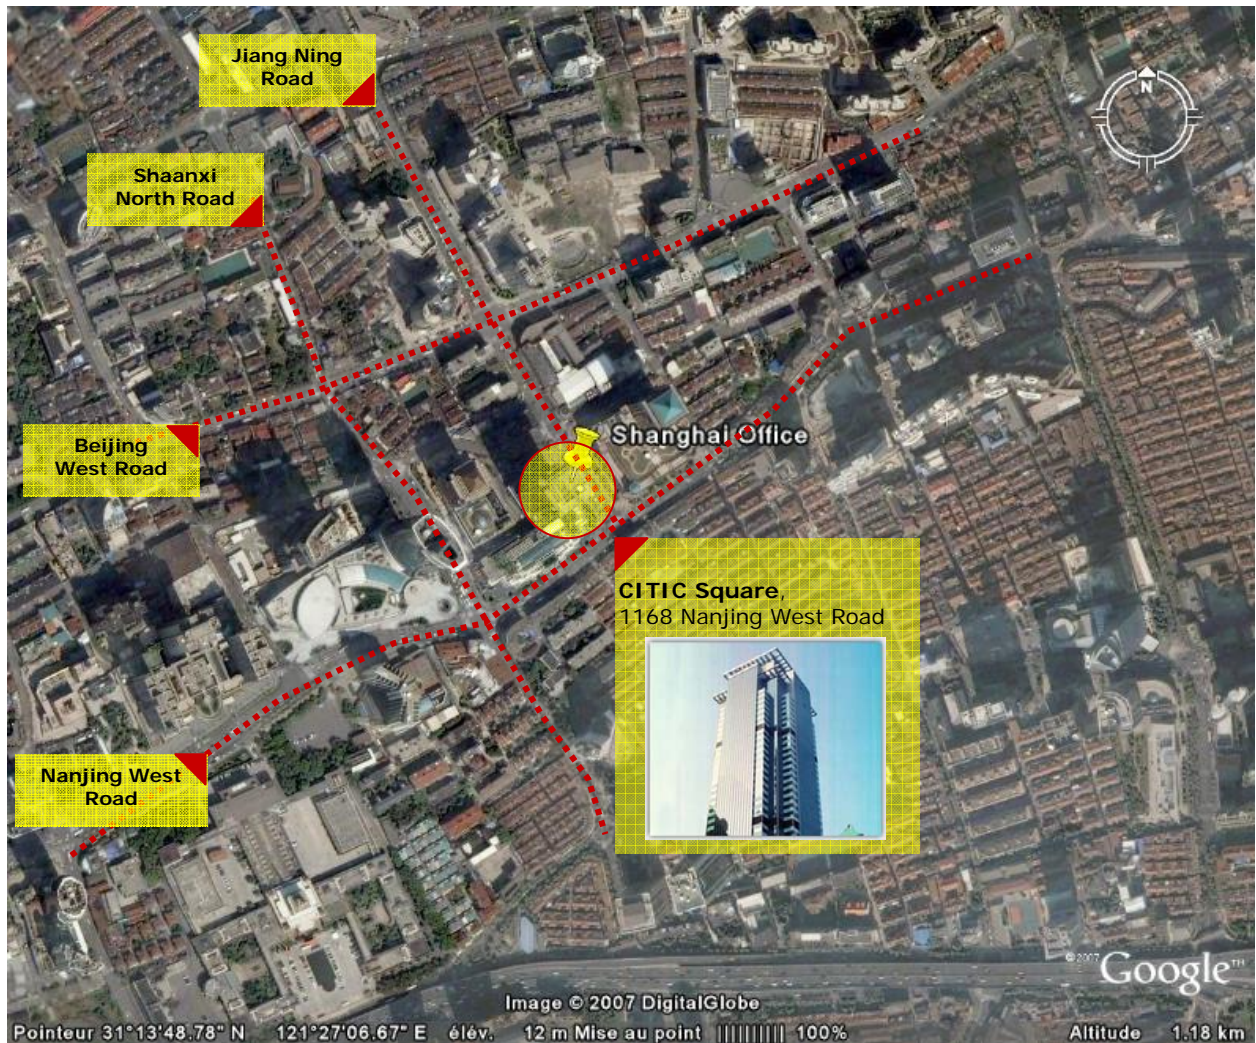 Jiang Ning
Road
N
Shaanxi
North Road
Beijing
West Road
Shanghai Office
CITIC Square,
1168 Nanjing West Road
Nanjing West
Road
©2007 Google™
Image © 2007 DigitalGlobe
Pointeur 31°13'48.78" N 121°27'06.67" E élév. 12 m Mise au point |||||||||| 100% Altitude 1.18 km